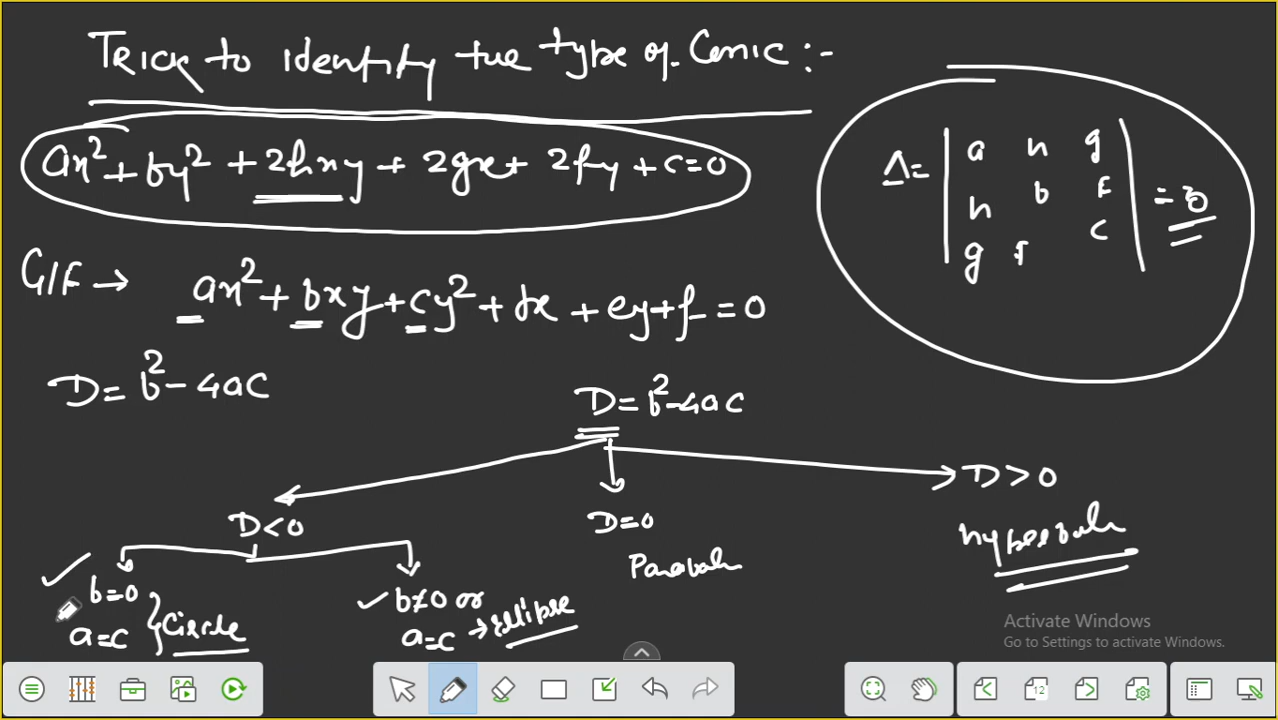 Trick to identify the type of Conic :-
ax² + by² + 2hxy + 2gx + 2fy + c = 0
Δ = | a h g |
| h b f | = 0
| g f c |
G/F → ax² + bxy + cy² + dx + ey + f = 0
D = b² - 4ac
D = b² - 4ac
D < 0
D = 0
D > 0
Parabola
hyperbola
b = 0
a = c } Circle
b ≠ 0 or
a = c → Ellipse
Activate Windows
Go to Settings to activate Windows.
12